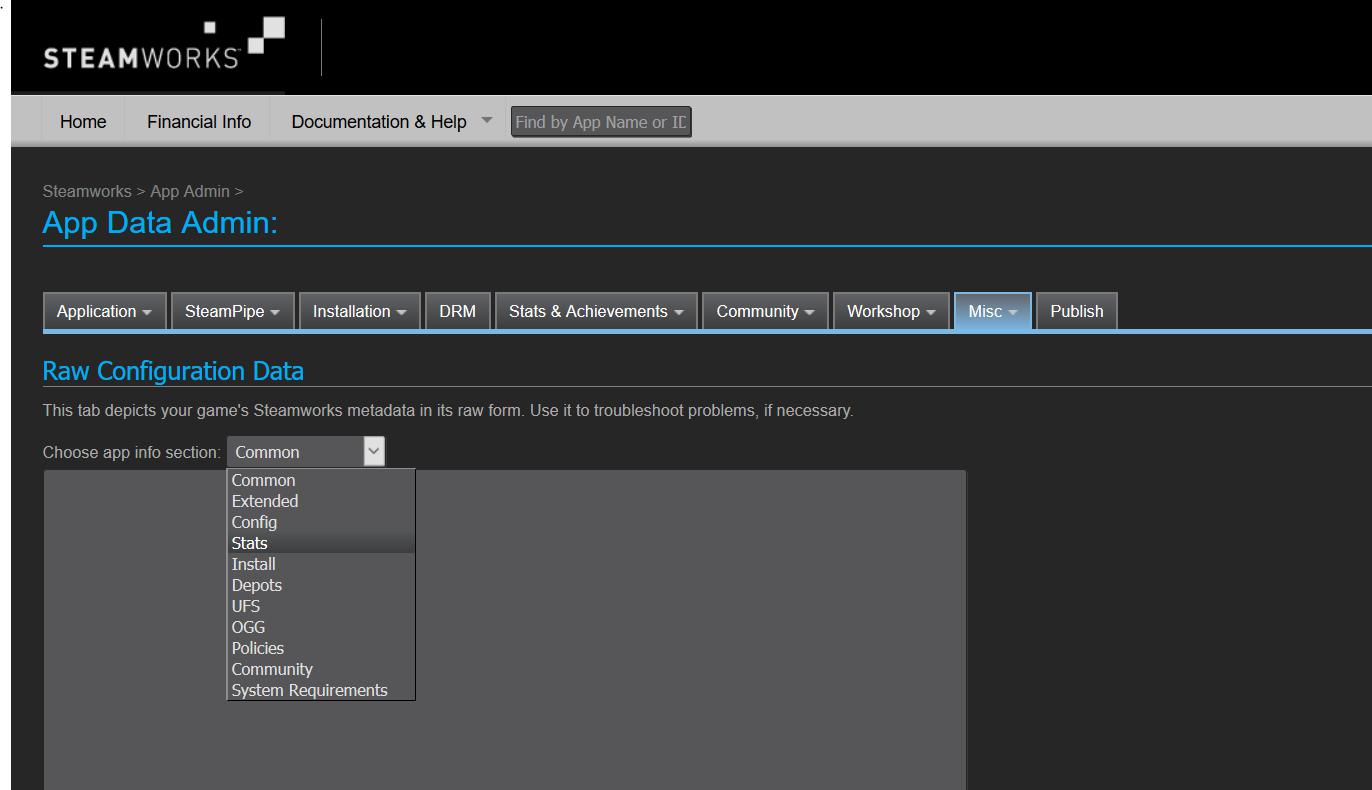 STEAMWORKS™
Home Financial Info Documentation & Help Find by App Name or ID
Steamworks > App Admin >
App Data Admin:
Application SteamPipe Installation DRM Stats & Achievements Community Workshop Misc Publish
Raw Configuration Data
This tab depicts your game's Steamworks metadata in its raw form. Use it to troubleshoot problems, if necessary.
Choose app info section: Common
Common
Extended
Config
Stats
Install
Depots
UFS
OGG
Policies
Community
System Requirements